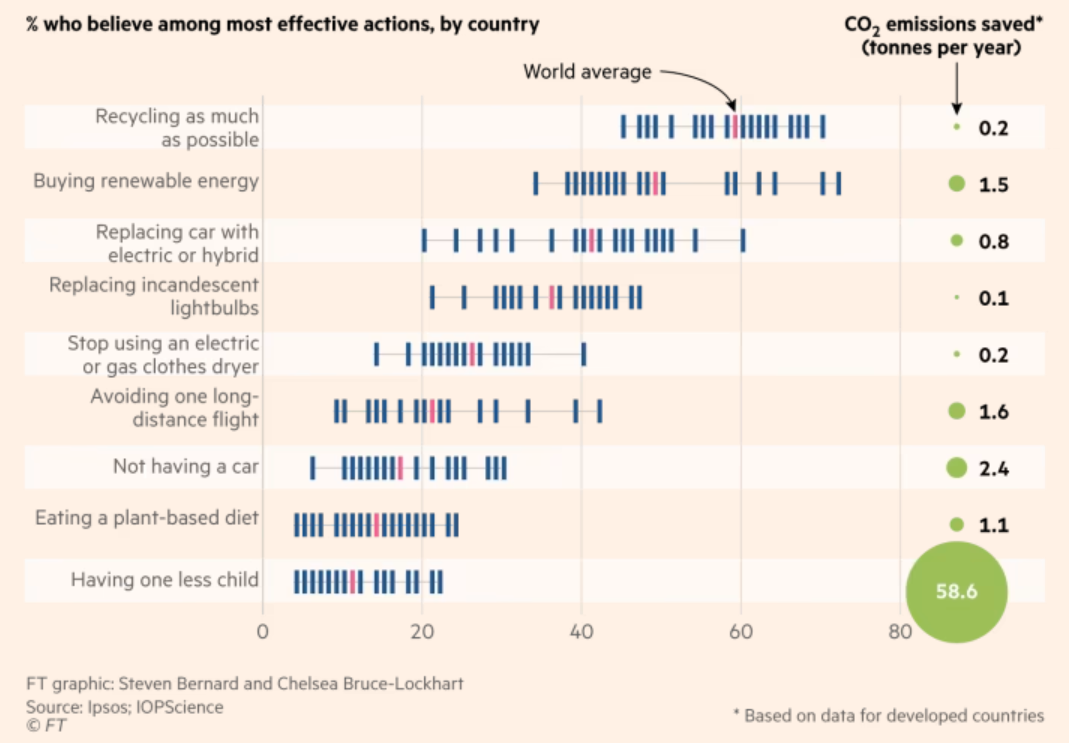 % who believe among most effective actions, by country
CO2 emissions saved*
(tonnes per year)
World average
Recycling as much
as possible
0.2
Buying renewable energy
1.5
Replacing car with
electric or hybrid
0.8
Replacing incandescent
lightbulbs
0.1
Stop using an electric
or gas clothes dryer
0.2
Avoiding one long-
distance flight
1.6
Not having a car
2.4
Eating a plant-based diet
1.1
Having one less child
58.6
0 20 40 60 80
FT graphic: Steven Bernard and Chelsea Bruce-Lockhart
Source: Ipsos; IOPScience
© FT
* Based on data for developed countries